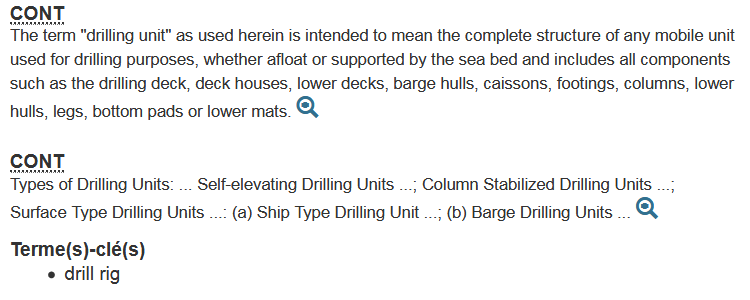 CONT
The term "drilling unit" as used herein is intended to mean the complete structure of any mobile unit
used for drilling purposes, whether afloat or supported by the sea bed and includes all components
such as the drilling deck, deck houses, lower decks, barge hulls, caissons, footings, columns, lower
hulls, legs, bottom pads or lower mats.
CONT
Types of Drilling Units: ... Self-elevating Drilling Units ...; Column Stabilized Drilling Units ...;
Surface Type Drilling Units ...: (a) Ship Type Drilling Unit ...; (b) Barge Drilling Units ...
Terme(s)-clé(s)
• drill rig